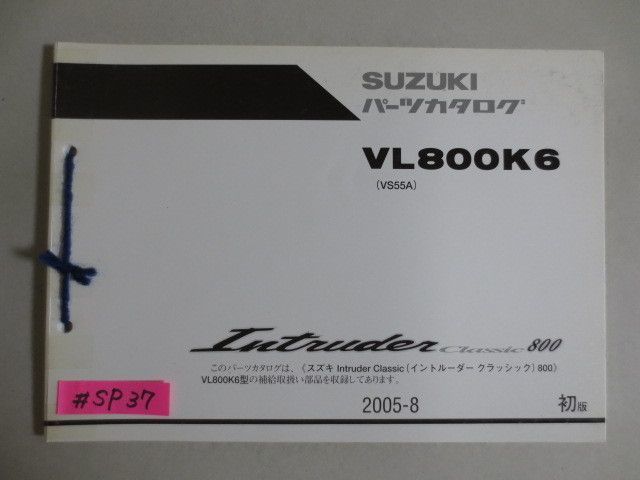 SUZUKI
パーツカタログ
VL800K6
(VS55A)
Intruder Classic 800
このパーツカタログは、《スズキ Intruder Classic（イントルーダー クラッシック）800》
VL800K6型の補給取扱い部品を収録してあります。
#SP37
2005-8 初版